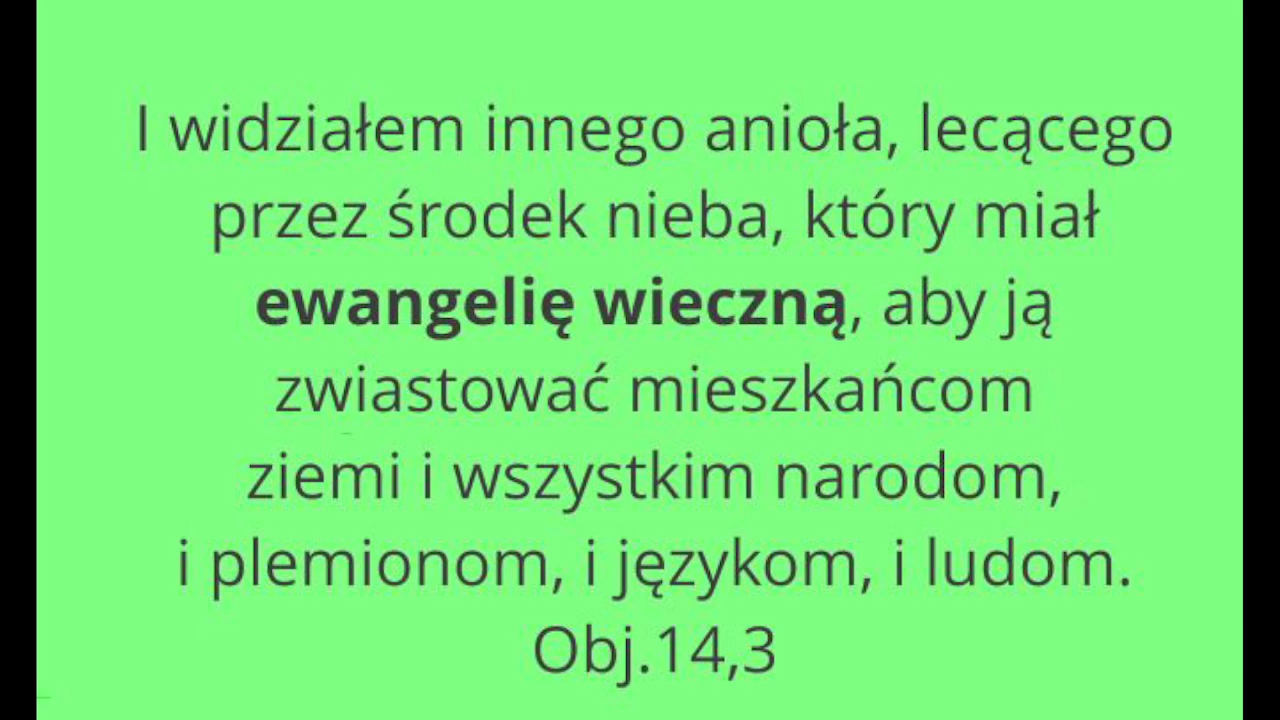 I widziałem innego anioła, lecącego
przez środek nieba, który miał
ewangelię wieczną, aby ją
zwiastować mieszkańcom
ziemi i wszystkim narodom,
i plemionom, i językom, i ludom.
Obj.14,3